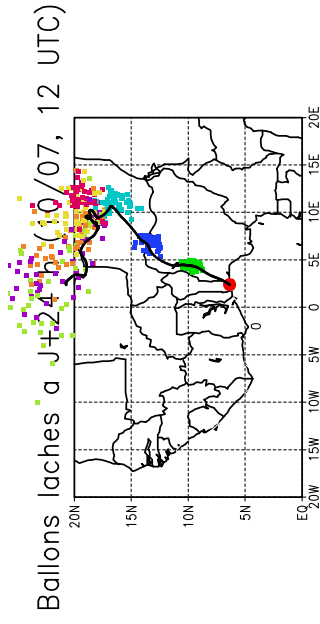 Ballons laches a J+24h (10/07, 12 UTC)
20N
15N
10N
5N
EQ
20W
15W
10W
5W
0
5E
10E
15E
20E
0